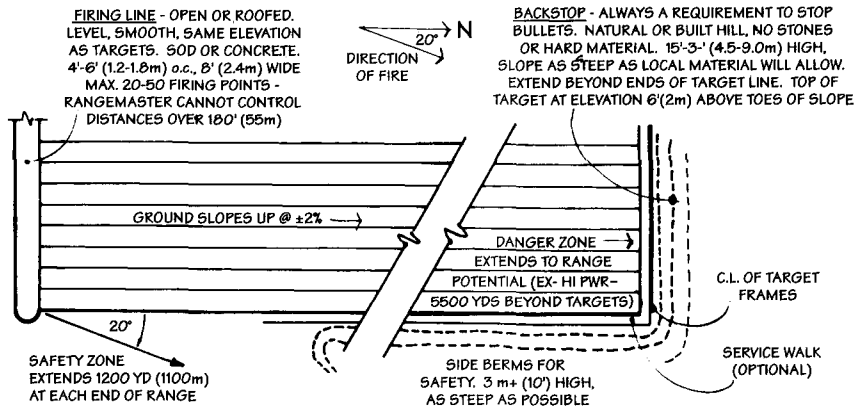 FIRING LINE - OPEN OR ROOFED.
LEVEL, SMOOTH, SAME ELEVATION
AS TARGETS. SOD OR CONCRETE.
4'-6' (1.2-1.8m) o.c., 8' (2.4m) WIDE
MAX. 20-50 FIRING POINTS -
RANGEMASTER CANNOT CONTROL
DISTANCES OVER 180' (55m)
N
20°
DIRECTION
OF FIRE
BACKSTOP - ALWAYS A REQUIREMENT TO STOP
BULLETS. NATURAL OR BUILT HILL, NO STONES
OR HARD MATERIAL. 15'-3-' (4.5-9.0m) HIGH,
SLOPE AS STEEP AS LOCAL MATERIAL WILL ALLOW.
EXTEND BEYOND ENDS OF TARGET LINE. TOP OF
TARGET AT ELEVATION 6'(2m) ABOVE TOES OF SLOPE
GROUND SLOPES UP @ ±2%
DANGER ZONE
EXTENDS TO RANGE
POTENTIAL (EX- HI PWR-
5500 YDS BEYOND TARGETS)
C.L. OF TARGET
FRAMES
20°
SAFETY ZONE
EXTENDS 1200 YD (1100m)
AT EACH END OF RANGE
SIDE BERMS FOR
SAFETY. 3 m+ (10') HIGH,
AS STEEP AS POSSIBLE
SERVICE WALK
(OPTIONAL)